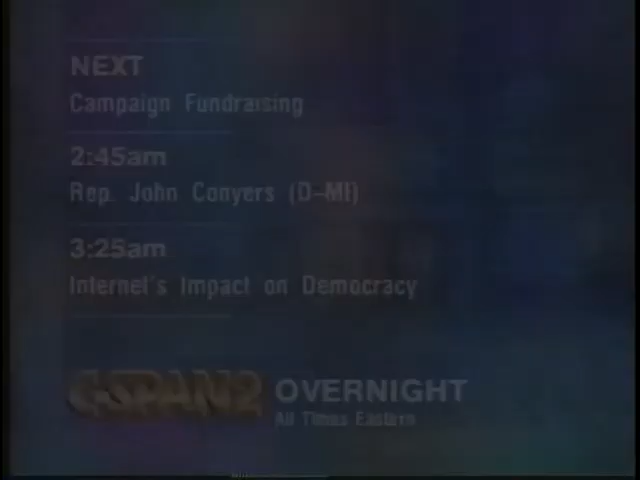 NEXT
Campaign Fundraising
2:45am
Rep. John Conyers (D-MI)
3:25am
Internet's Impact on Democracy
C-SPAN2 OVERNIGHT
All Times Eastern